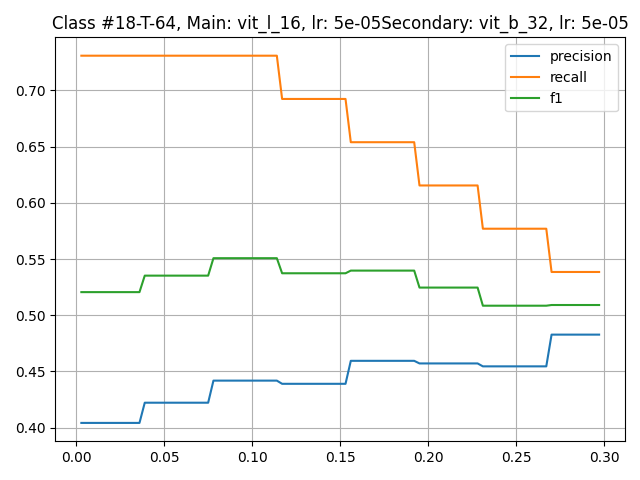 Class #18-T-64, Main: vit_l_16, lr: 5e-05Secondary: vit_b_32, lr: 5e-05
precision
recall
f1
0.70
0.65
0.60
0.55
0.50
0.45
0.40
0.00 0.05 0.10 0.15 0.20 0.25 0.30